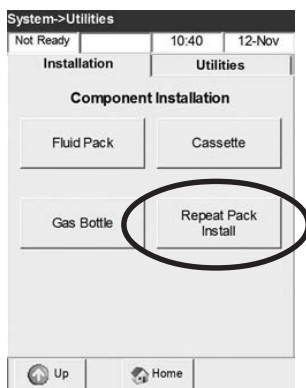 System->Utilities
Not Ready 10:40 12-Nov
Installation Utilities
Component Installation
Fluid Pack Cassette
Gas Bottle Repeat Pack
Install
Up Home